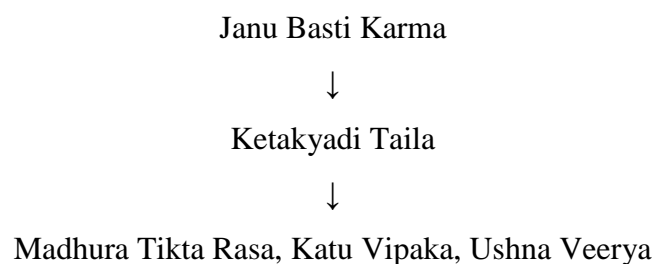 Janu Basti Karma
↓
Ketakyadi Taila
↓
Madhura Tikta Rasa, Katu Vipaka, Ushna Veerya